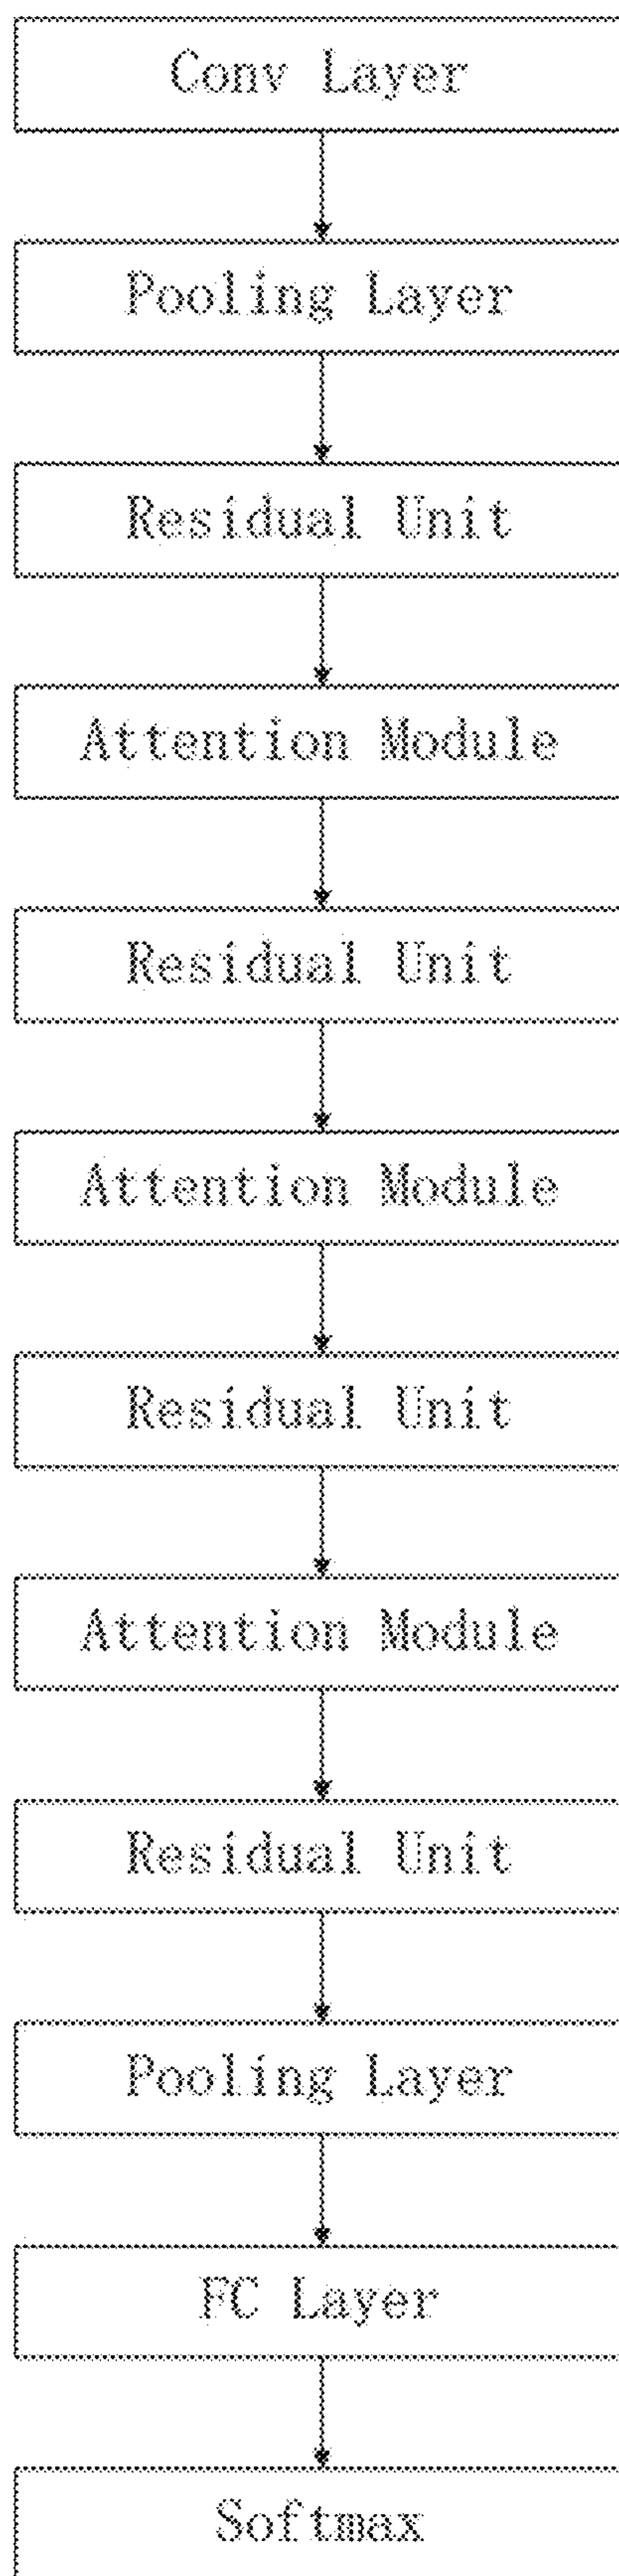 Conv Layer
Pooling Layer
Residual Unit
Attention Module
Residual Unit
Attention Module
Residual Unit
Attention Module
Residual Unit
Pooling Layer
FC Layer
Softmax